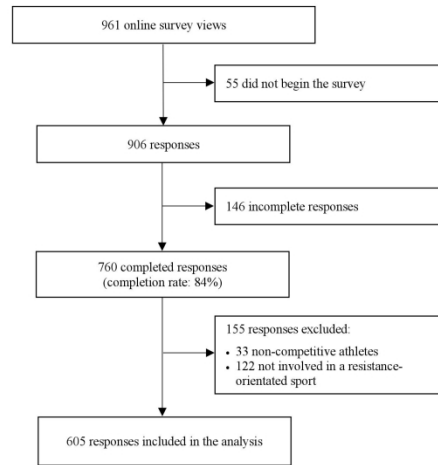 961 online survey views
55 did not begin the survey
906 responses
146 incomplete responses
760 completed responses
(completion rate: 84%)
155 responses excluded:
• 33 non-competitive athletes
• 122 not involved in a resistance-
orientated sport
605 responses included in the analysis